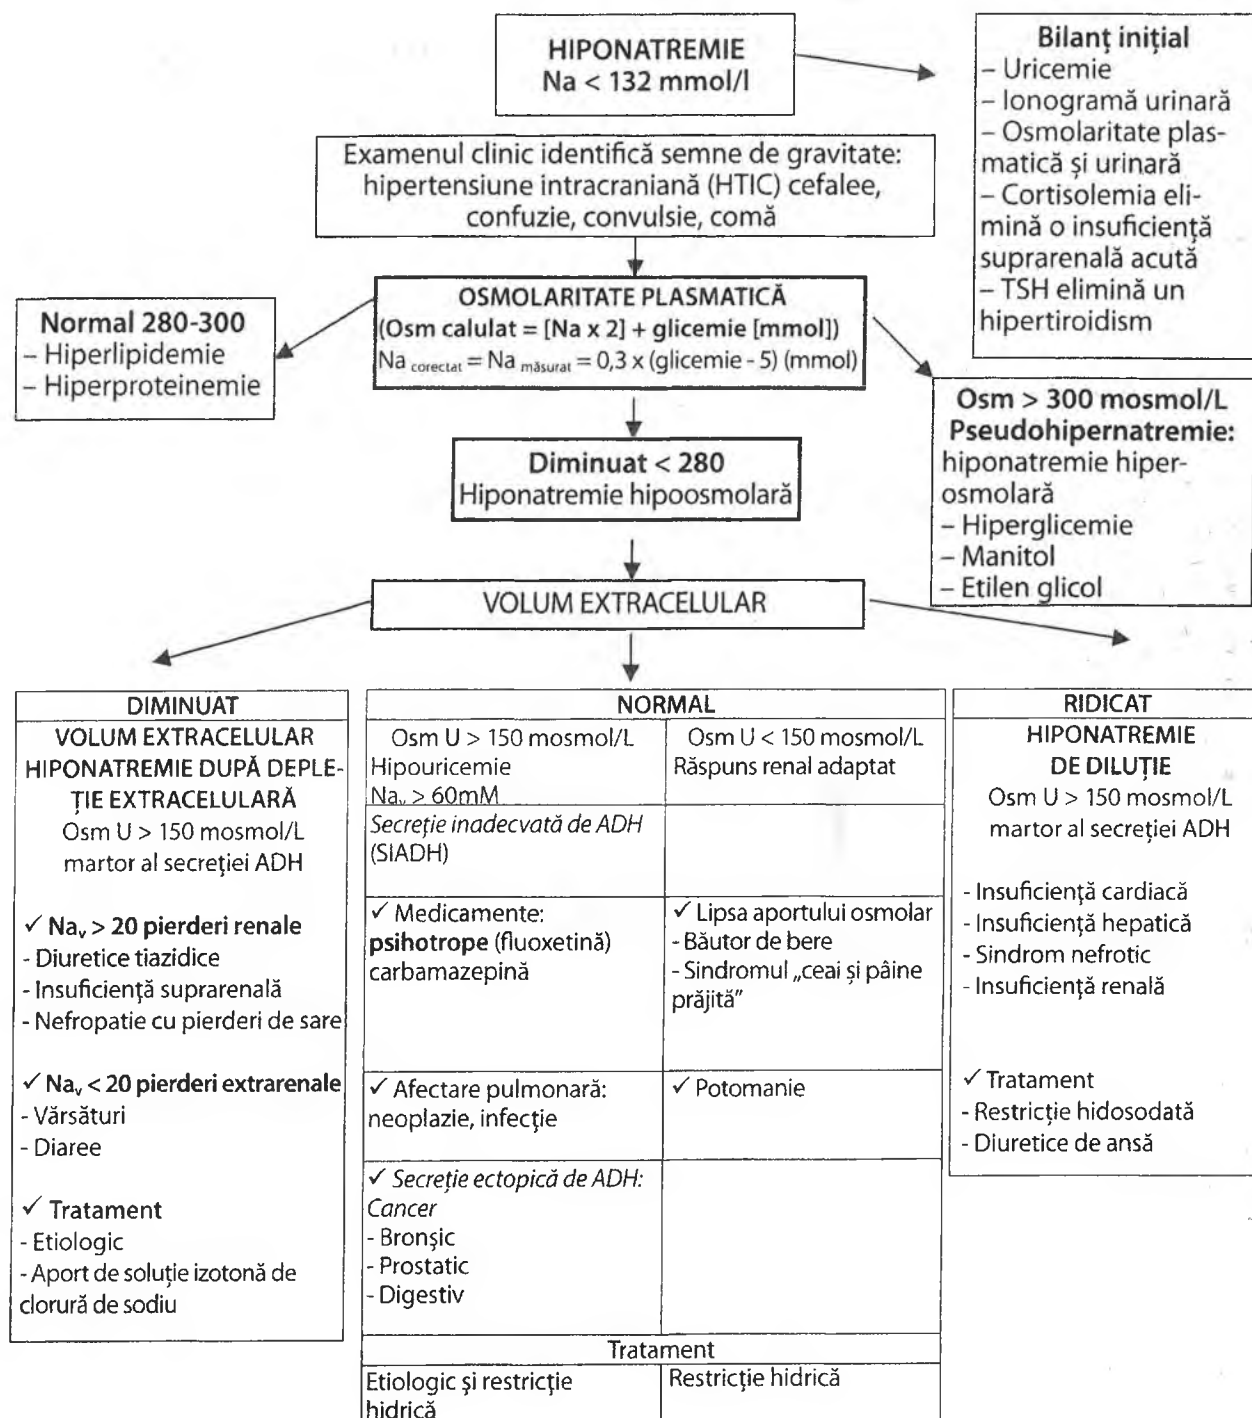 HIPONATREMIE
Na < 132 mmol/l
Bilanț inițial
– Uricemie
– Ionogramă urinară
– Osmolaritate plas-
matică și urinară
– Cortisolemia eli-
mină o insuficiență
suprarenală acută
– TSH elimină un
hipertiroidism
Examenul clinic identifică semne de gravitate:
hipertensiune intracraniană (HTIC) cefalee,
confuzie, convulsie, comă
OSMOLARITATE PLASMATICĂ
(Osm calulat = [Na x 2] + glicemie [mmol])
Na corectat = Na măsurat = 0,3 x (glicemie - 5) (mmol)
Normal 280-300
– Hiperlipidemie
– Hiperproteinemie
Osm > 300 mosmol/L
Pseudohipernatremie:
hiponatremie hiper-
osmolară
– Hiperglicemie
– Manitol
– Etilen glicol
Diminuat < 280
Hiponatremie hipoosmolară
VOLUM EXTRACELULAR
DIMINUAT
VOLUM EXTRACELULAR
HIPONATREMIE DUPĂ DEPLE-
ȚIE EXTRACELULARĂ
Osm U > 150 mosmol/L
martor al secreției ADH
✓ Nav > 20 pierderi renale
- Diuretice tiazidice
- Insuficiență suprarenală
- Nefropatie cu pierderi de sare
✓ Nav < 20 pierderi extrarenale
- Vărsături
- Diaree
✓ Tratament
- Etiologic
- Aport de soluție izotonă de
clorură de sodiu
NORMAL
Osm U > 150 mosmol/L
Hipouricemie
Nav > 60mM
Osm U < 150 mosmol/L
Răspuns renal adaptat
Secreție inadecvată de ADH
(SIADH)
✓ Medicamente:
psihotrope (fluoxetină)
carbamazepină
✓ Lipsa aportului osmolar
- Băutor de bere
- Sindromul „ceai și pâine
prăjită”
✓ Afectare pulmonară:
neoplazie, infecție
✓ Potomanie
✓ Secreție ectopică de ADH:
Cancer
- Bronșic
- Prostatic
- Digestiv
Tratament
Etiologic și restricție
hidrică
Restricție hidrică
RIDICAT
HIPONATREMIE
DE DILUȚIE
Osm U > 150 mosmol/L
martor al secreției ADH
- Insuficiență cardiacă
- Insuficiență hepatică
- Sindrom nefrotic
- Insuficiență renală
✓ Tratament
- Restricție hidosodată
- Diuretice de ansă